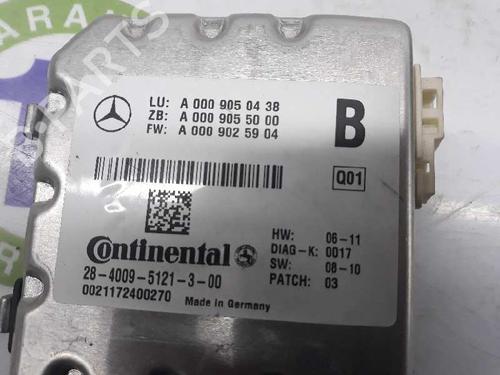 LU: A 000 905 04 38
ZB: A 000 905 50 00
FW: A 000 902 59 04
B
Q01
Continental
28-4009-5121-3-00
0021172400270 Made in Germany
HW: 06-11
DIAG-K: 0017
SW: 08-10
PATCH: 03
PARTS